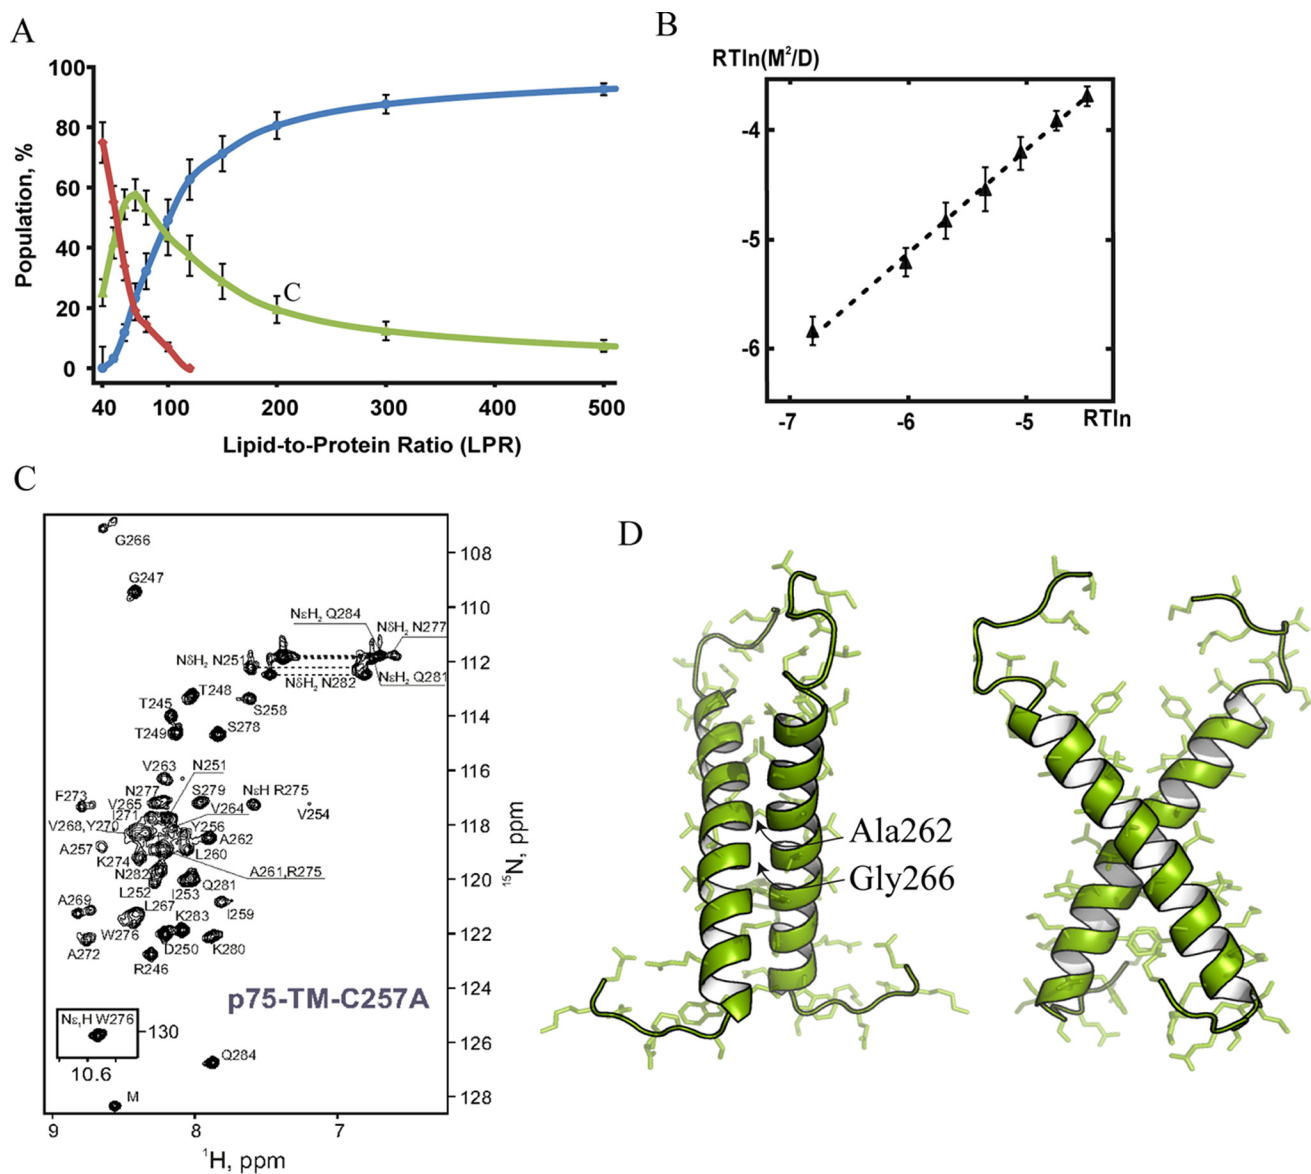 A
Population, %
100
80
60
40
20
0
C
40
100
200
300
400
500
Lipid-to-Protein Ratio (LPR)
B
RTln(M²/D)
-4
-5
-6
-7
-6
-5
RTln
C
G266
G247
NεH₂ Q284
NδH₂ N277
NδH₂ N251
NδH₂ N282
NεH₂ Q281
T248
T245
S258
T249
S278
V263
N251
F273
N277
S279
NεH R275
V265
V264
V254
I271
V268,Y270
Y256
A262
A257
L260
K274
A261,R275
N282
Q281
L252
I253
A269
L267
I259
K283
W276
A272
D250
K280
R246
p75-TM-C257A
Nε,H W276
130
10.6
Q284
M
108
110
112
114
116
118
120
122
124
126
128
¹⁵N, ppm
9
8
7
¹H, ppm
D
Ala262
Gly266